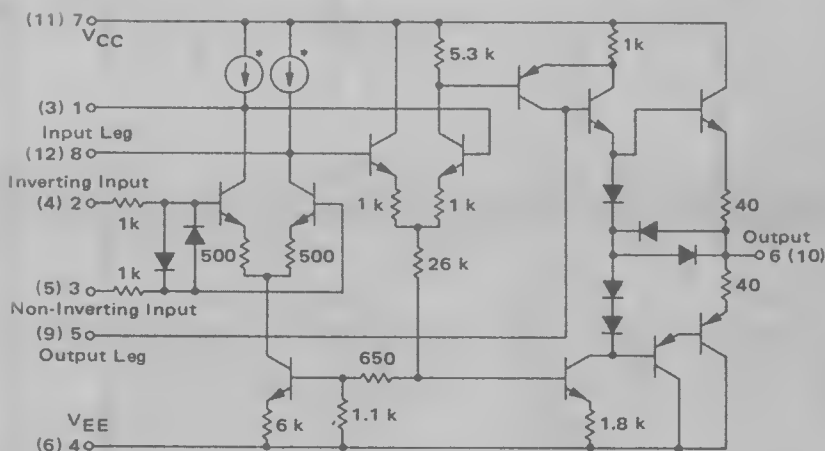 (11) 7
VCC
* *
5.3 k
1k
(3) 1
Input Leg
(12) 8
Inverting Input
(4) 2
1k
500
500
1 k
1 k
40
Output
6 (10)
1k
26 k
(5) 3
Non-Inverting Input
40
(9) 5
Output Leg
650
VEE
6 k
1.1 k
1.8 k
(6) 4